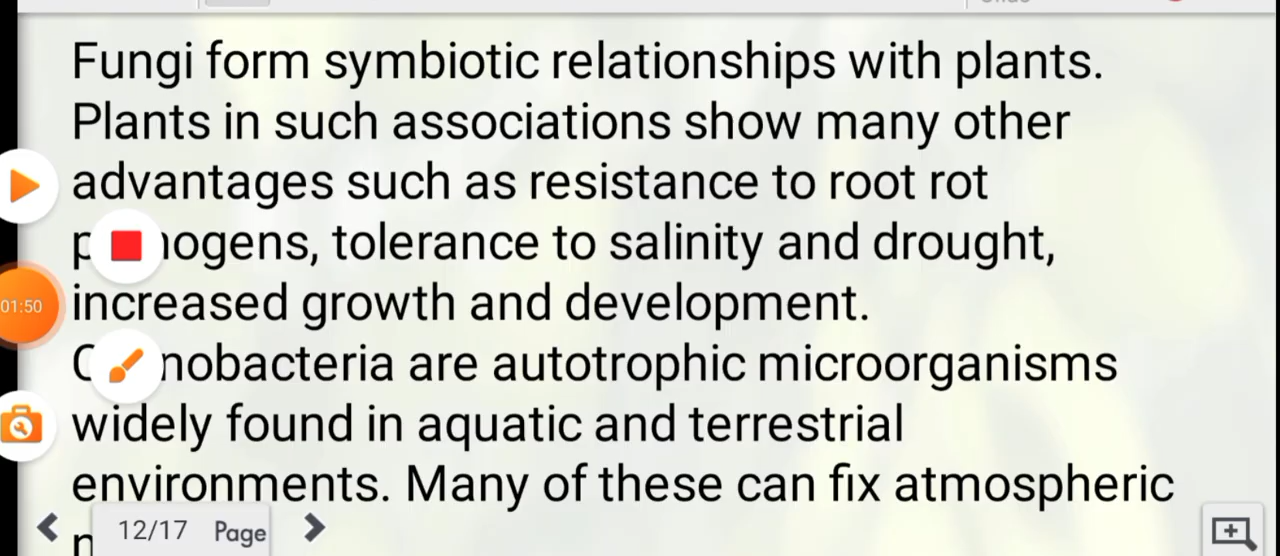 Fungi form symbiotic relationships with plants.
Plants in such associations show many other
advantages such as resistance to root rot
tolerance to salinity and drought,
01:50
increased growth and development.
are autotrophic microorganisms
widely found in aquatic and terrestrial
environments. Many of these can fix atmospheric
12/17 Page